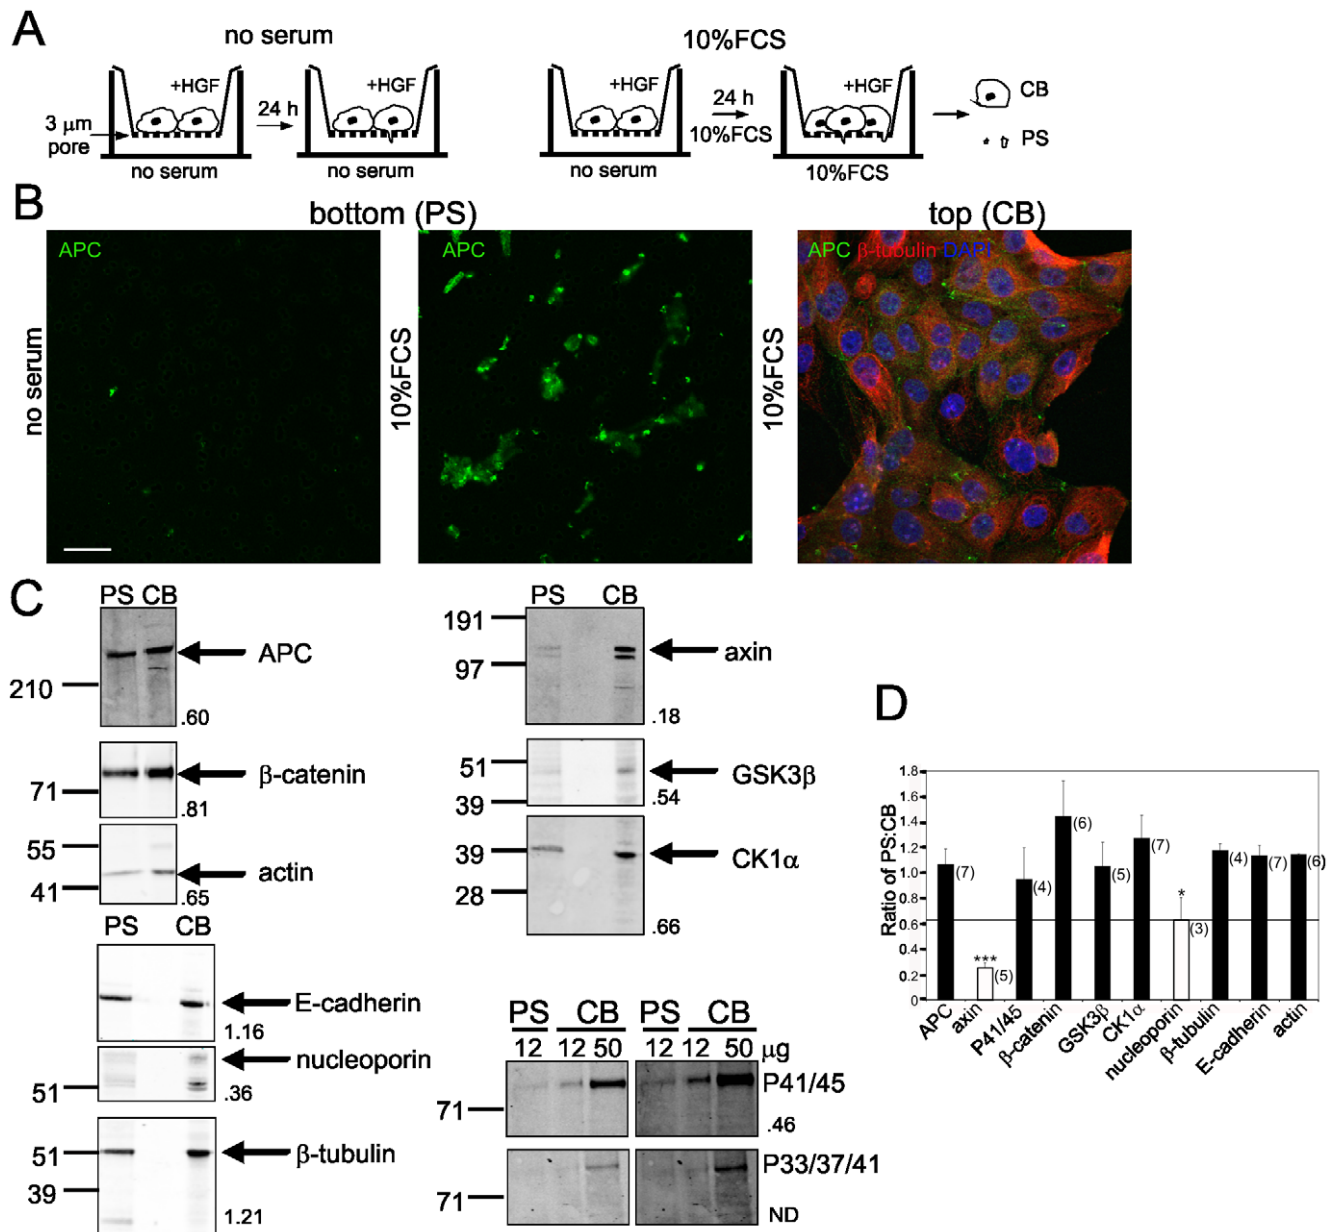 A
no serum
10%FCS
+HGF
24 h
+HGF
+HGF
24 h
10%FCS
+HGF
CB
PS
3 μm
pore
no serum
no serum
no serum
10%FCS
B
bottom (PS)
top (CB)
no serum
APC
10%FCS
APC
10%FCS
APC β-tubulin DAPI
C
PS CB
APC
210
.60
β-catenin
71
.81
55
actin
41
.65
PS CB
E-cadherin
1.16
nucleoporin
51
.36
51
β-tubulin
39
1.21
PS CB
191
axin
97
.18
51
GSK3β
39
.54
39
CK1α
28
.66
PS CB PS CB
12 12 50 12 12 50 μg
P41/45
71
.46
P33/37/41
71
ND
D
Ratio of PS:CB
1.8
1.6
1.4
1.2
1.0
0.8
0.6
0.4
0.2
0
(7)
***
(5)
(4)
(6)
(5)
(7)
*
(3)
(4)
(7)
(6)
APC
axin
P41/45
β-catenin
GSK3β
CK1α
nucleoporin
β-tubulin
E-cadherin
actin